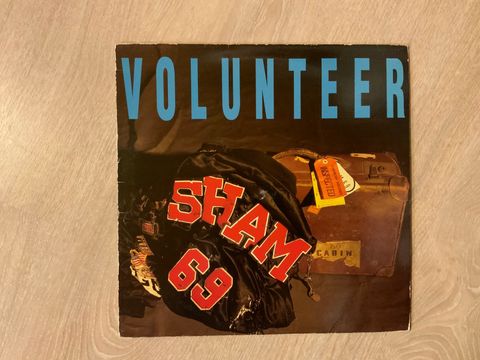 VOLUNTEER
SHAM
69
CABIN